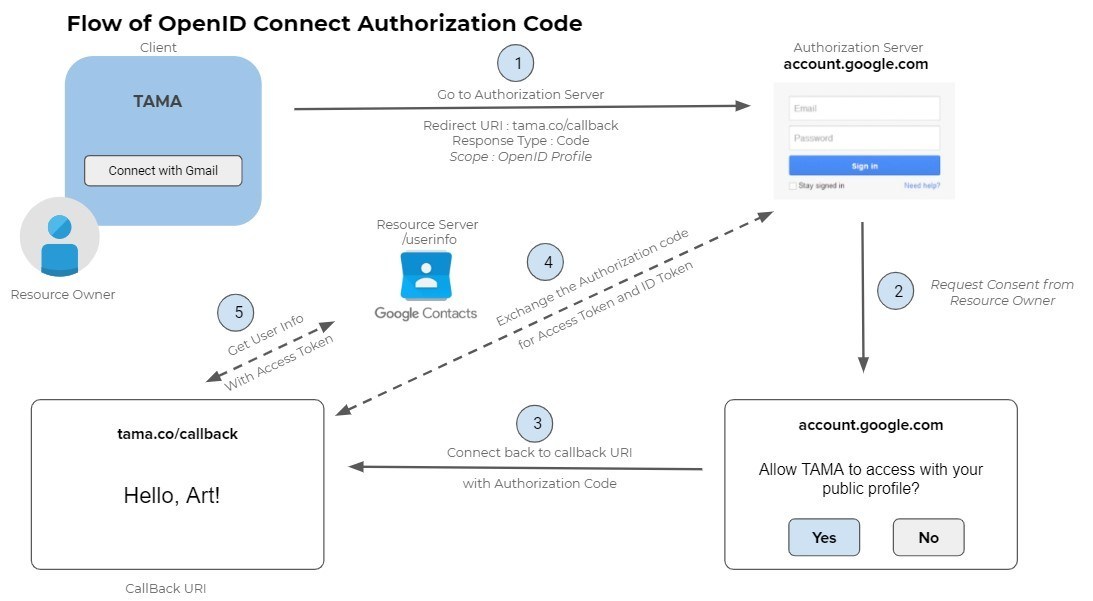 Flow of OpenID Connect Authorization Code
Client
TAMA
Connect with Gmail
Resource Owner
1
Go to Authorization Server
Redirect URI : tama.co/callback
Response Type : Code
Scope : OpenID Profile
Authorization Server
account.google.com
Email
Password
Sign in
Stay signed in
Need help?
2
Request Consent from
Resource Owner
Resource Server
/userinfo
Google Contacts
4
Exchange the Authorization code
for Access Token and ID Token
5
Get User Info
With Access Token
3
Connect back to callback URI
with Authorization Code
account.google.com
Allow TAMA to access with your
public profile?
Yes
No
tama.co/callback
Hello, Art!
CallBack URI